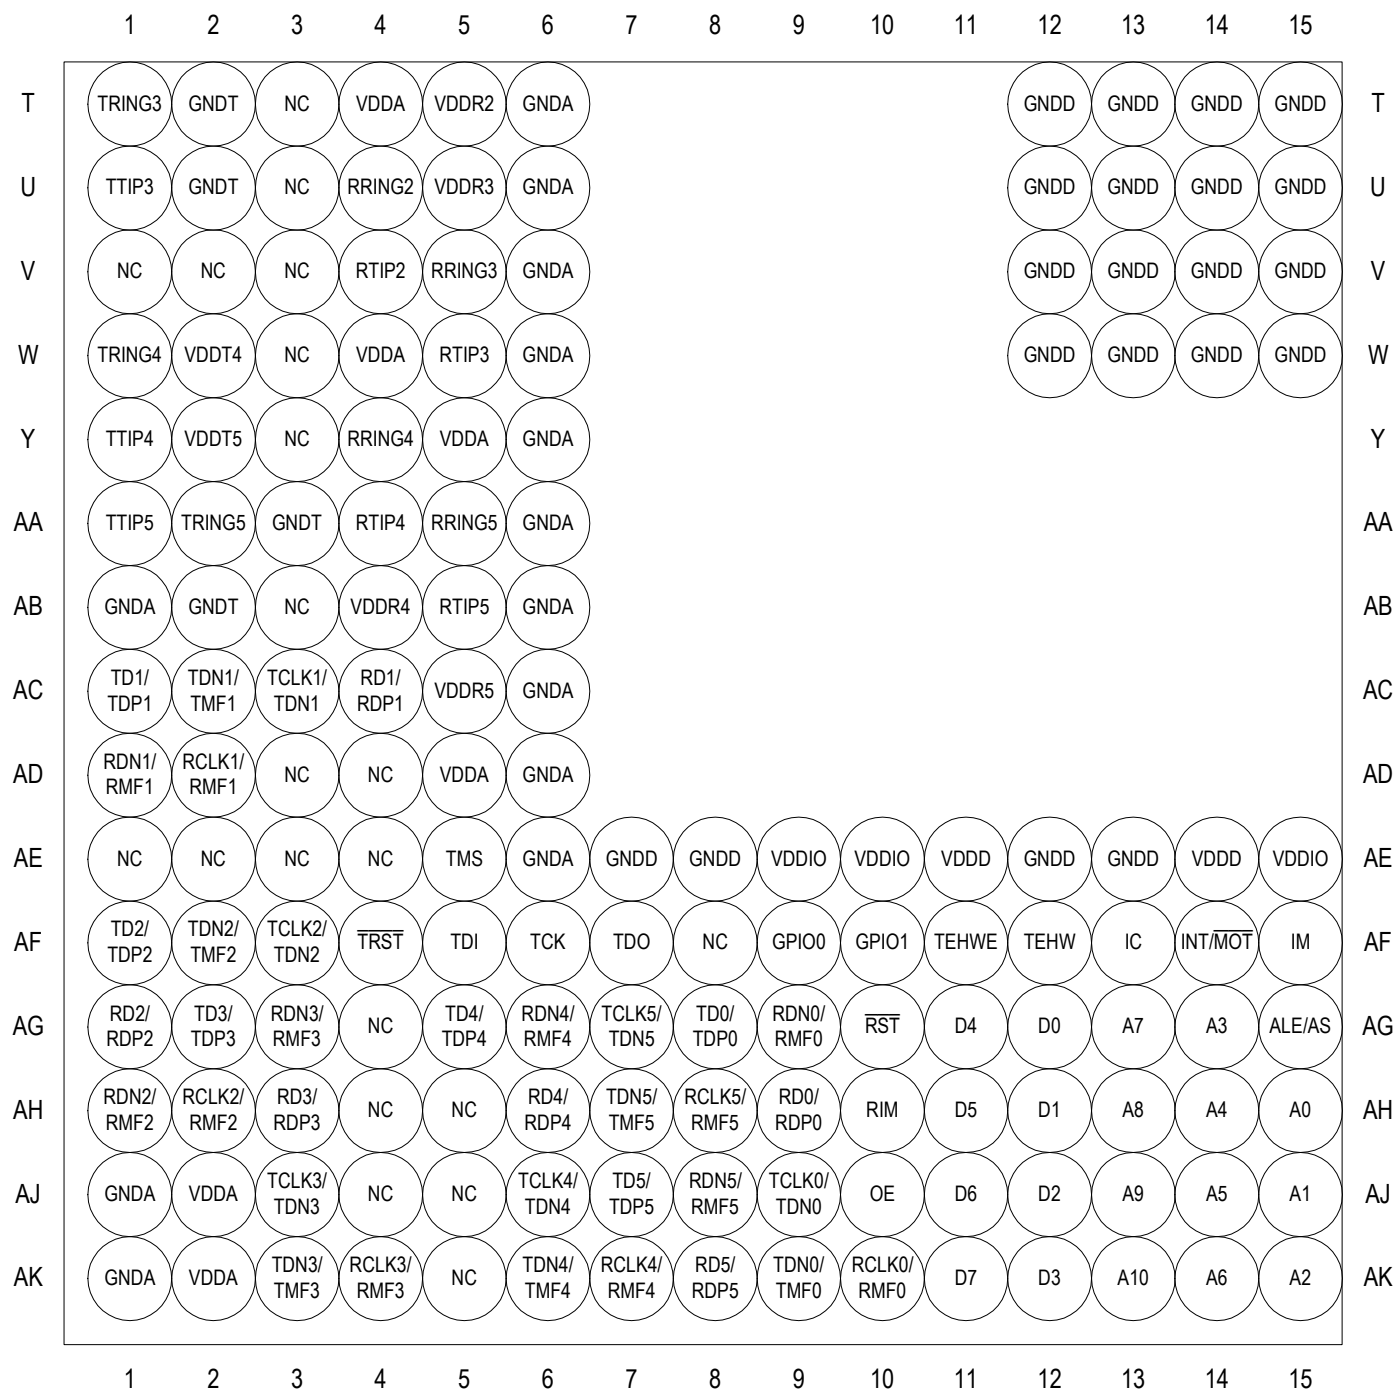 1 2 3 4 5 6 7 8 9 10 11 12 13 14 15
T TRING3 GNDT NC VDDA VDDR2 GNDA GNDD GNDD GNDD GNDD T
U TTIP3 GNDT NC RRING2 VDDR3 GNDA GNDD GNDD GNDD GNDD U
V NC NC NC RTIP2 RRING3 GNDA GNDD GNDD GNDD GNDD V
W TRING4 VDDT4 NC VDDA RTIP3 GNDA GNDD GNDD GNDD GNDD W
Y TTIP4 VDDT5 NC RRING4 VDDA GNDA Y
AA TTIP5 TRING5 GNDT RTIP4 RRING5 GNDA AA
AB GNDA GNDT NC VDDR4 RTIP5 GNDA AB
AC TD1/ TDP1 TDN1/ TMF1 TCLK1/ TDN1 RD1/ RDP1 VDDR5 GNDA AC
AD RDN1/ RMF1 RCLK1/ RMF1 NC NC VDDA GNDA AD
AE NC NC NC NC TMS GNDA GNDD GNDD VDDIO VDDIO VDDD GNDD GNDD VDDD VDDIO AE
AF TD2/ TDP2 TDN2/ TMF2 TCLK2/ TDN2 TRST TDI TCK TDO NC GPIO0 GPIO1 TEHWE TEHW IC INT/MOT IM AF
AG RD2/ RDP2 TD3/ TDP3 RDN3/ RMF3 NC TD4/ TDP4 RDN4/ RMF4 TCLK5/ TDN5 TD0/ TDP0 RDN0/ RMF0 RST D4 D0 A7 A3 ALE/AS AG
AH RDN2/ RMF2 RCLK2/ RMF2 RD3/ RDP3 NC NC RD4/ RDP4 TDN5/ TMF5 RCLK5/ RMF5 RD0/ RDP0 RIM D5 D1 A8 A4 A0 AH
AJ GNDA VDDA TCLK3/ TDN3 NC NC TCLK4/ TDN4 TD5/ TDP5 RDN5/ RMF5 TCLK0/ TDN0 OE D6 D2 A9 A5 A1 AJ
AK GNDA VDDA TDN3/ TMF3 RCLK3/ RMF3 NC TDN4/ TMF4 RCLK4/ RMF4 RD5/ RDP5 TDN0/ TMF0 RCLK0/ RMF0 D7 D3 A10 A6 A2 AK
1 2 3 4 5 6 7 8 9 10 11 12 13 14 15